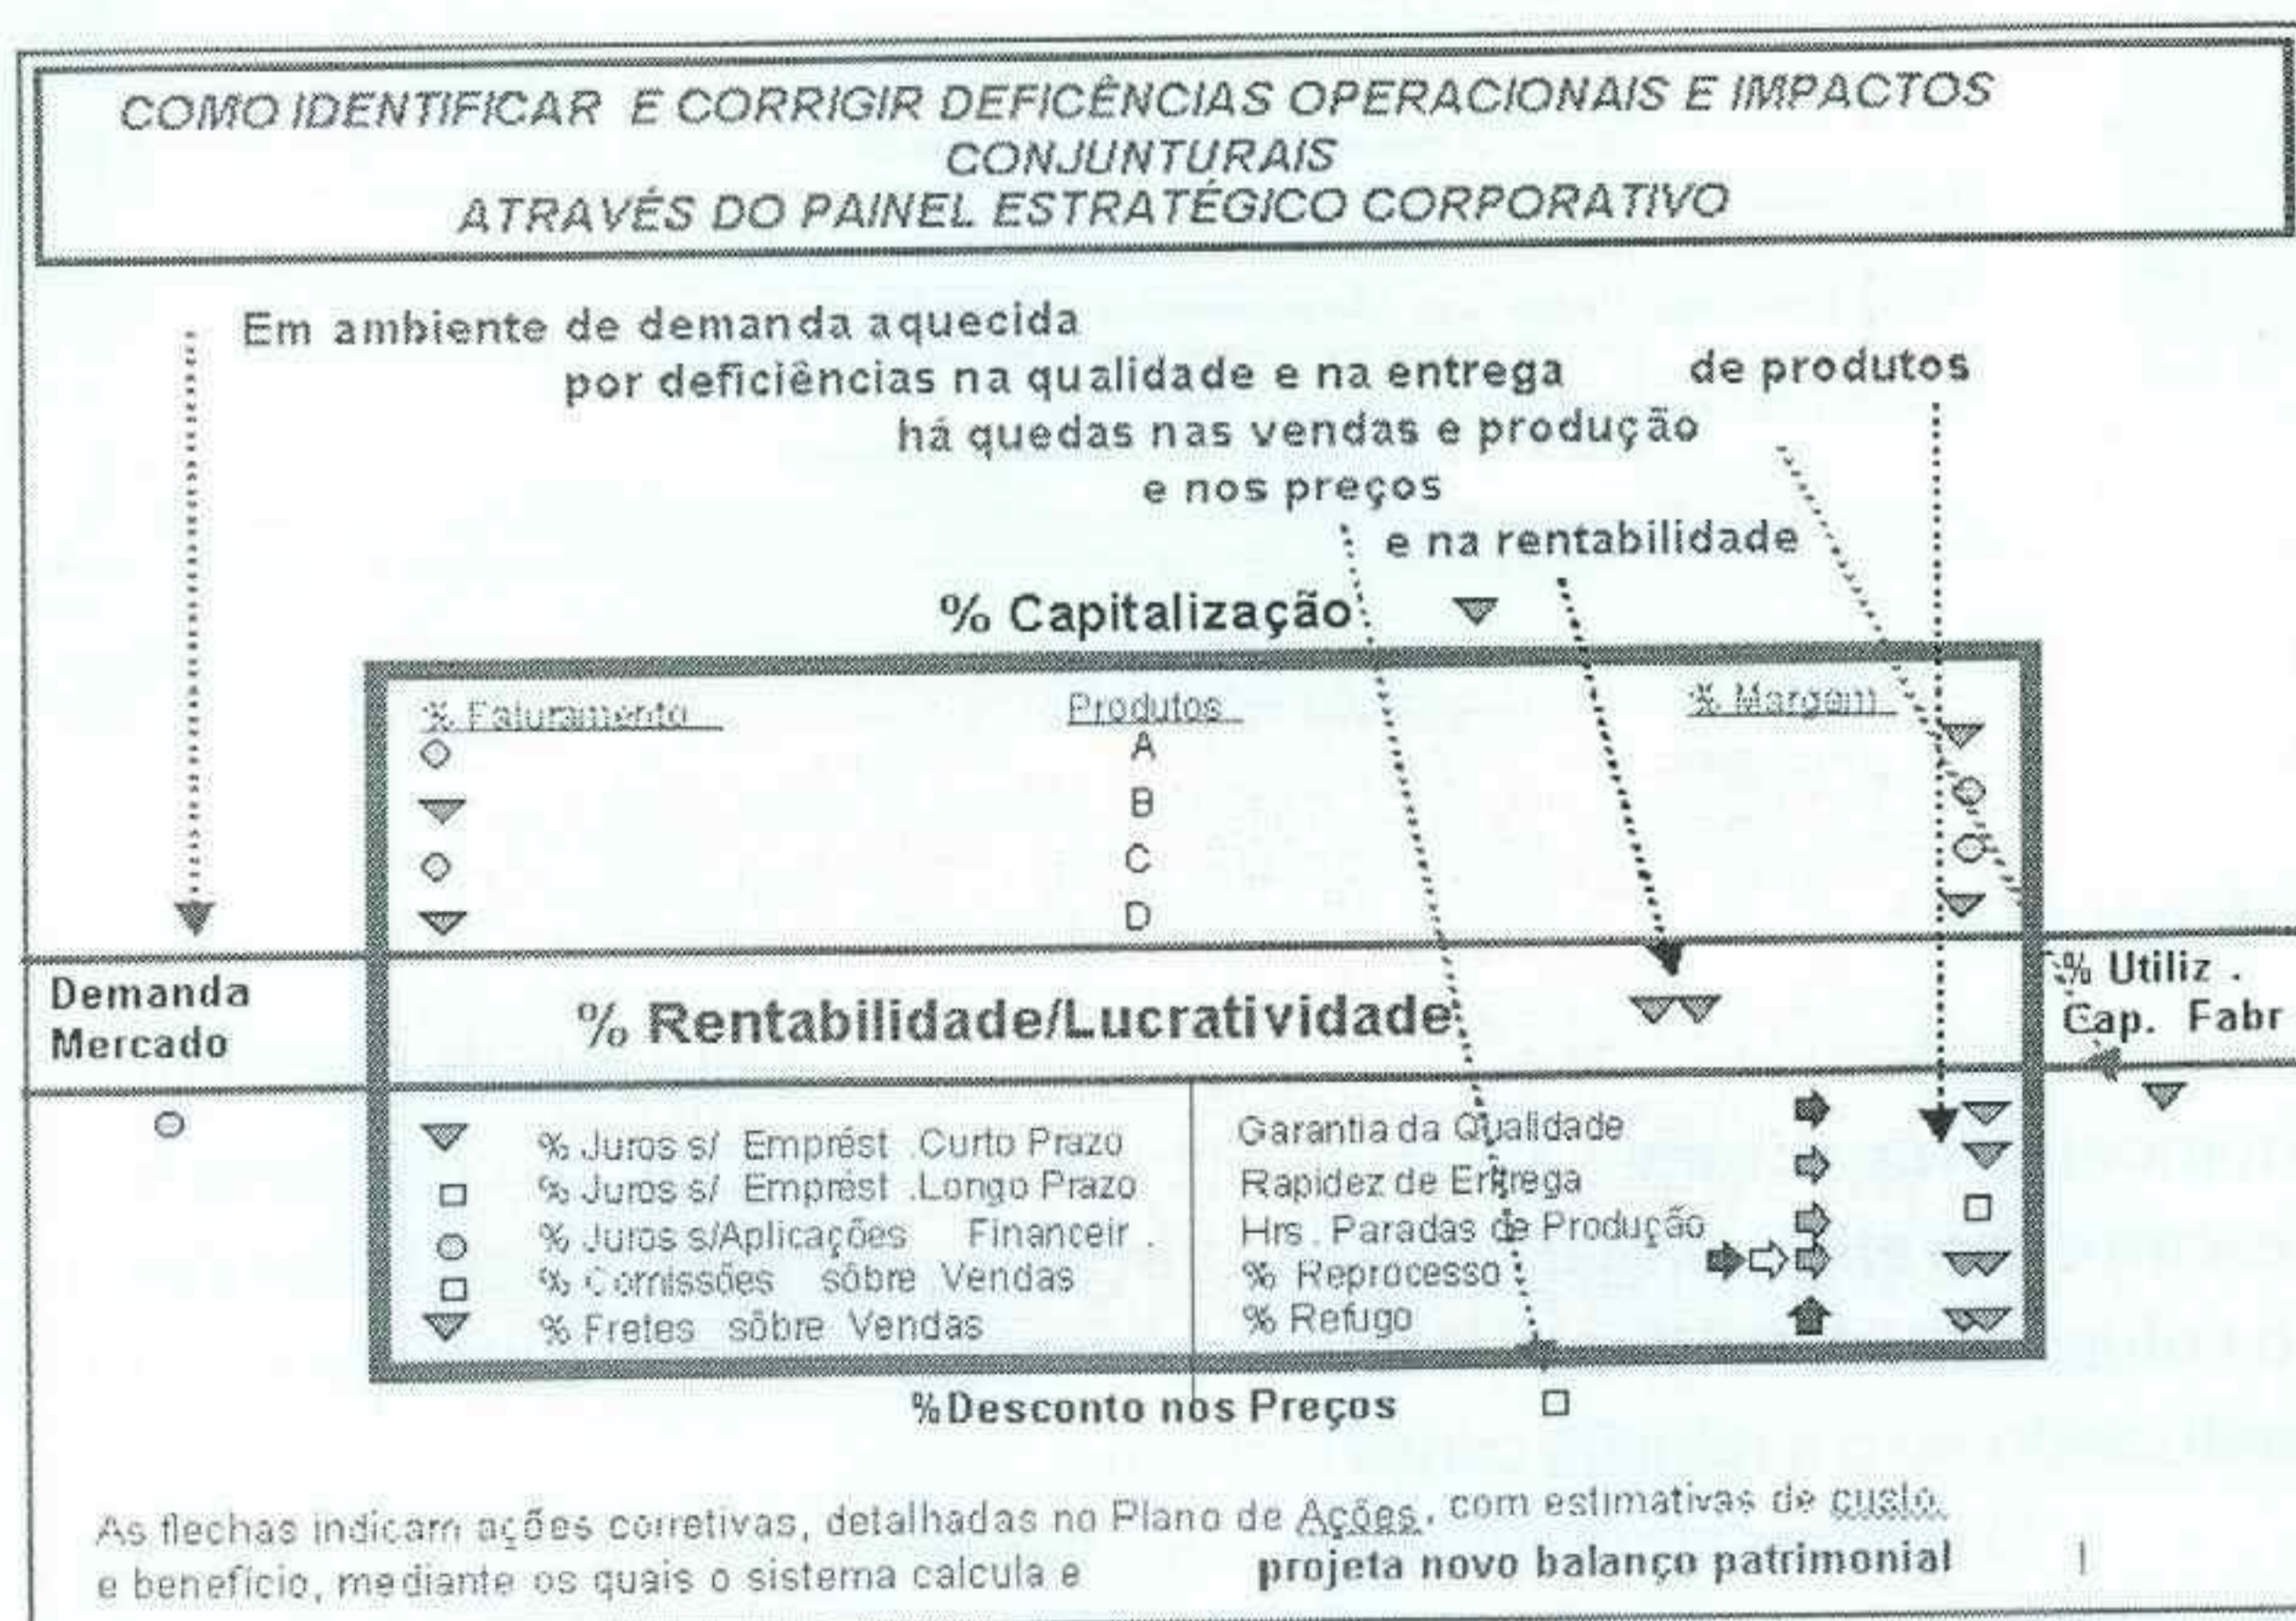 COMO IDENTIFICAR E CORRIGIR DEFICÊNCIAS OPERACIONAIS E IMPACTOS
CONJUNTURAIS
ATRAVÉS DO PAINEL ESTRATÉGICO CORPORATIVO
Em ambiente de demanda aquecida
por deficiências na qualidade e na entrega de produtos
há quedas nas vendas e produção
e nos preços
e na rentabilidade
% Capitalização
% Faturamento Produtos % Margem
A
B
C
D
Demanda
Mercado
% Rentabilidade/Lucratividade
% Utiliz .
Cap. Fabr
% Juros s/ Emprést .Curto Prazo
% Juros s/ Emprést .Longo Prazo
% Juros s/Aplicações Financeir .
% Comissões sôbre Vendas
% Fretes sôbre Vendas
Garantia da Qualidade
Rapidez de Entrega
Hrs. Paradas de Produção
% Reprocesso
% Refugo
%Desconto nos Preços
As flechas indicam ações corretivas, detalhadas no Plano de Ações, com estimativas de custo
e benefício, mediante os quais o sistema calcula e projeta novo balanço patrimonial